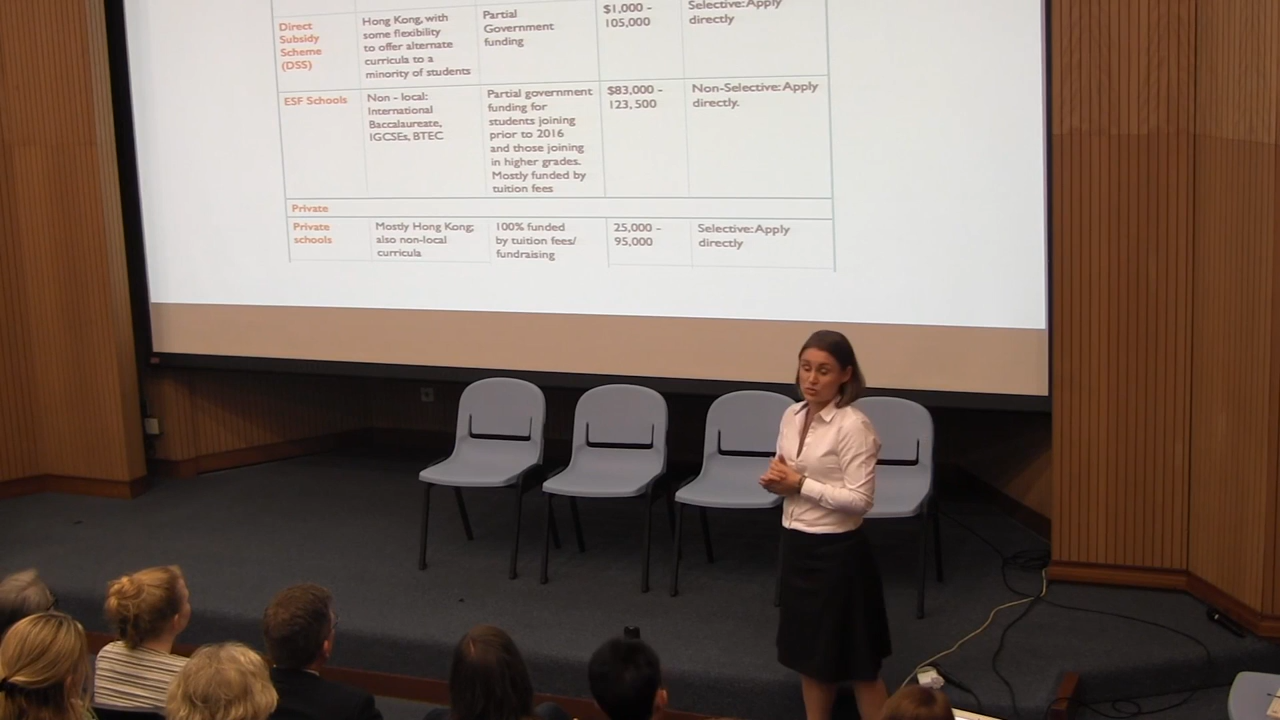 Direct
Subsidy
Scheme
(DSS)
Hong Kong, with
some flexibility
to offer alternate
curricula to a
minority of students
Partial
Government
funding
$1,000 -
105,000
Selective: Apply
directly
ESF Schools
Non - local:
International
Baccalaureate,
IGCSEs, BTEC
Partial government
funding for
students joining
prior to 2016
and those joining
in higher grades.
Mostly funded by
tuition fees
$83,000 -
123, 500
Non-Selective: Apply
directly.
Private
Private
schools
Mostly Hong Kong;
also non-local
curricula
100% funded
by tuition fees/
fundraising
25,000 -
95,000
Selective: Apply
directly